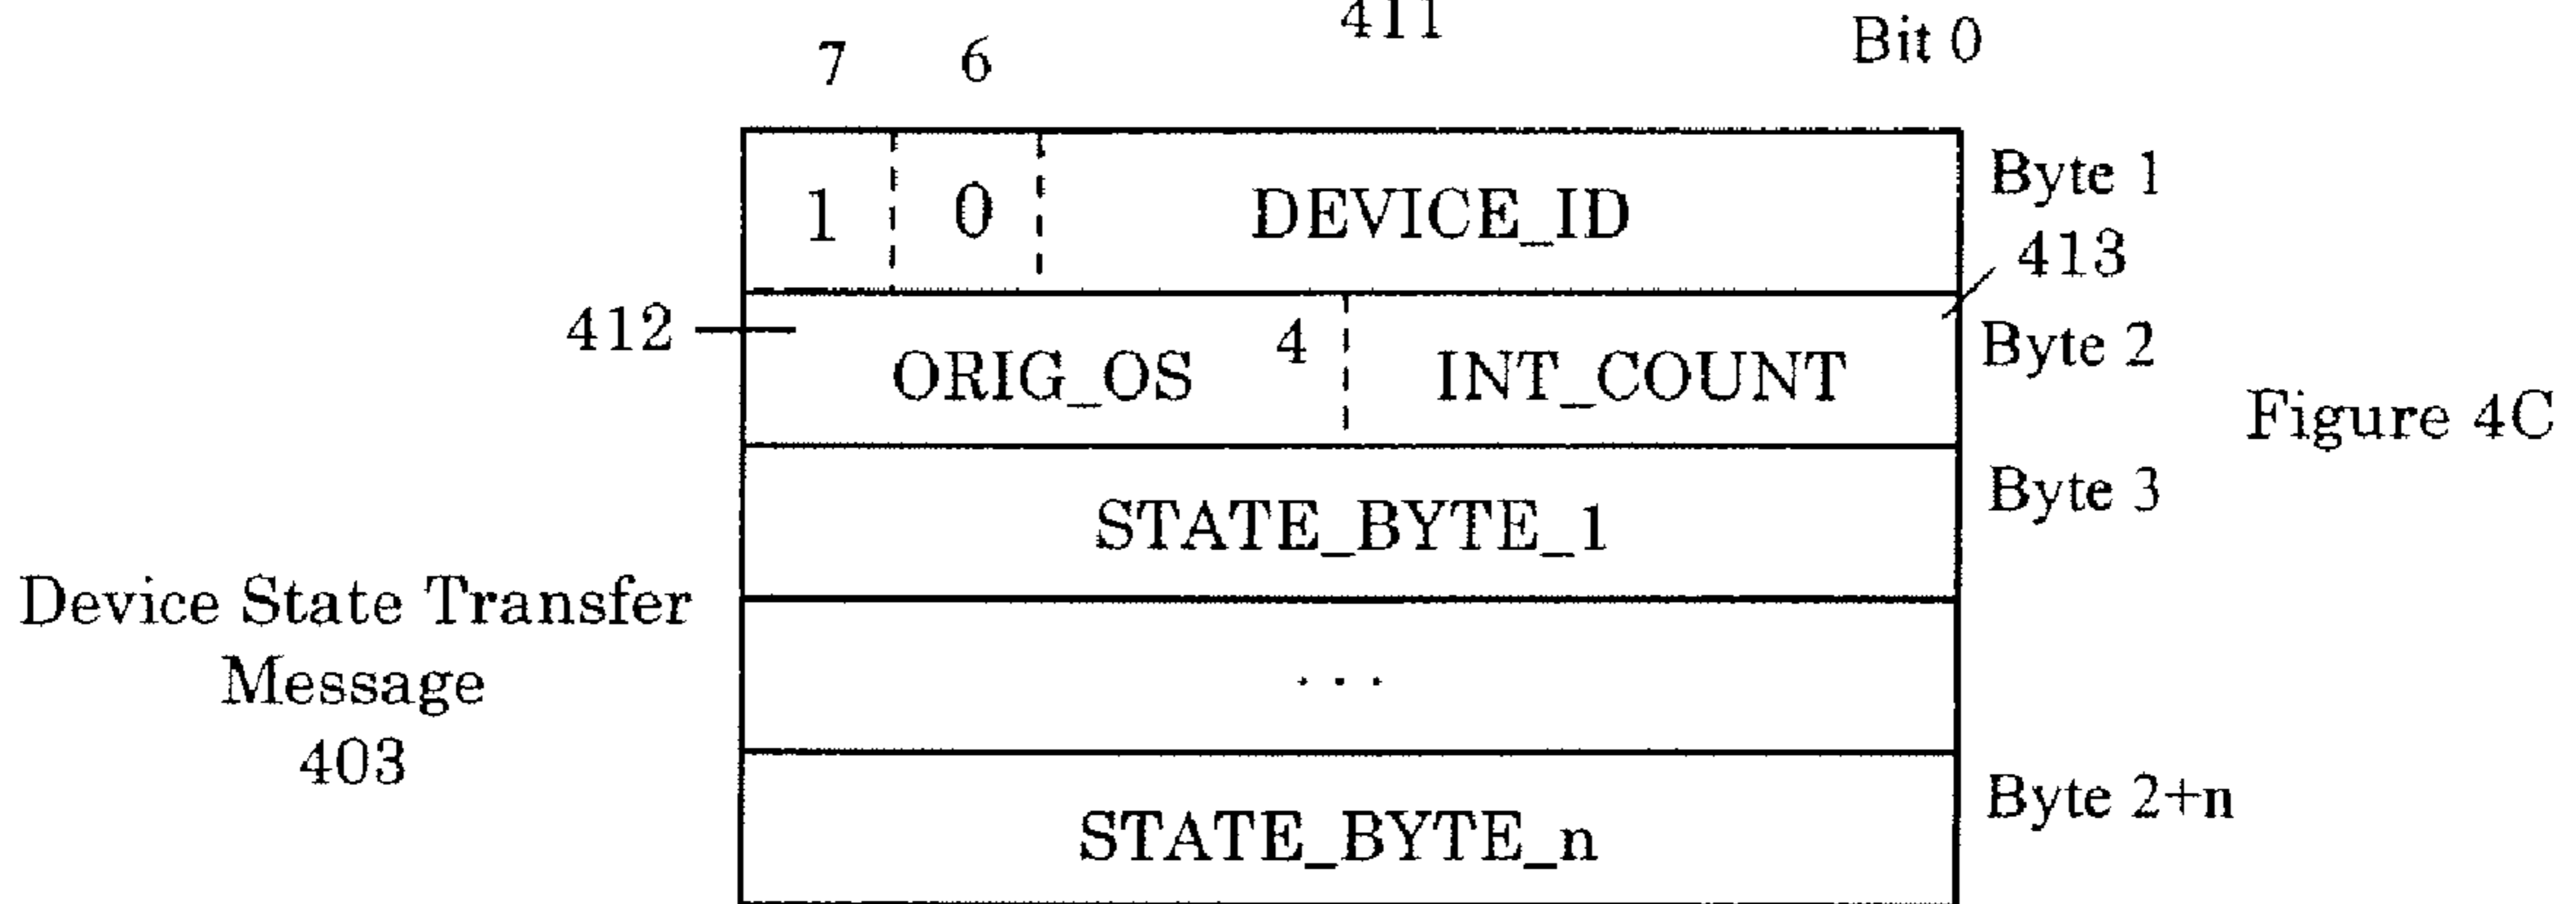 411
7 6 Bit 0
1 0 DEVICE_ID Byte 1
413
412 ORIG_OS 4 INT_COUNT Byte 2
Figure 4C
STATE_BYTE_1 Byte 3
Device State Transfer
Message
403
. . .
STATE_BYTE_n Byte 2+n